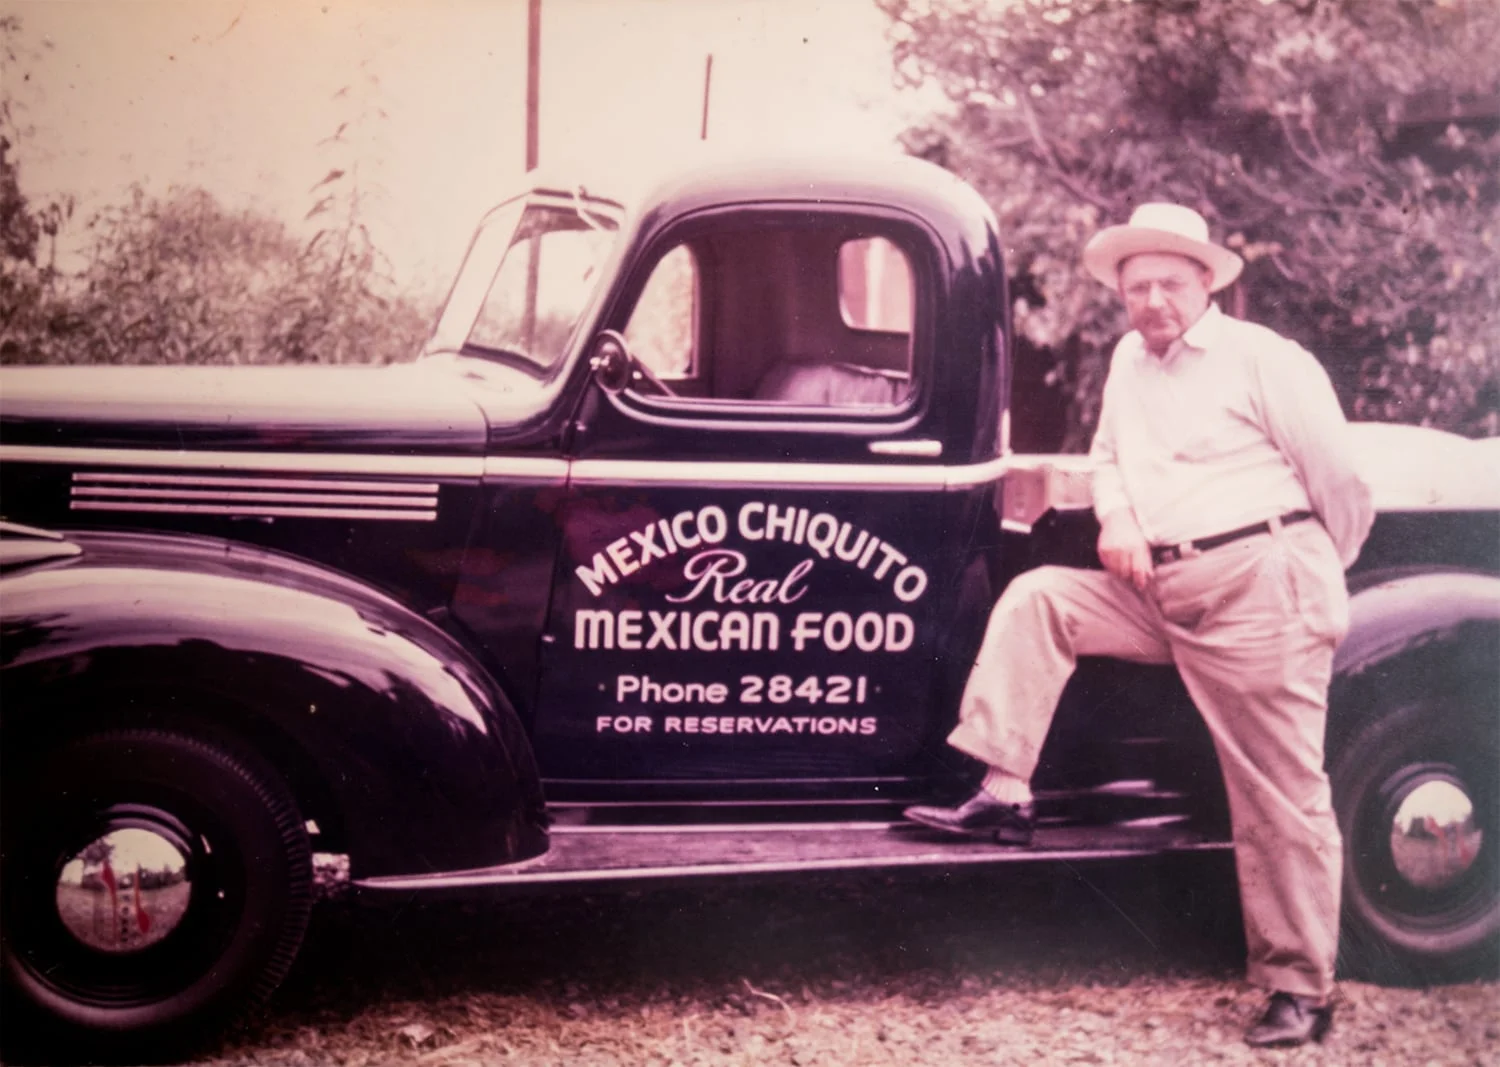 MEXICO CHIQUITO
Real
MEXICAN FOOD
· Phone 28421 ·
FOR RESERVATIONS